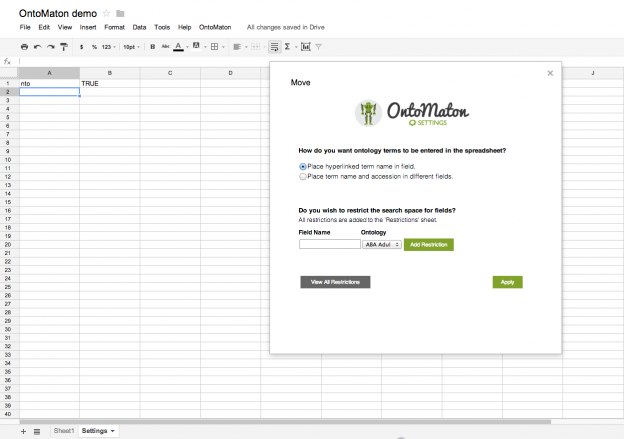 OntoMaton demo
File Edit View Insert Format Data Tools Help OntoMaton All changes saved in Drive
$ % 123 10pt B Abc A A Σ
fx
A B C D J
1 nto TRUE
2
3
4
5
6
7
8
9
10
11
12
13
14
15
16
17
18
19
20
21
22
23
24
25
26
27
28
29
30
31
32
33
34
35
36
37
38
39
40
Move
OntoMaton
SETTINGS
How do you want ontology terms to be entered in the spreadsheet?
Place hyperlinked term name in field.
Place term name and accession in different fields.
Do you wish to restrict the search space for fields?
All restrictions are added to the 'Restrictions' sheet.
Field Name Ontology
ABA Adul Add Restriction
View All Restrictions Apply
Sheet1 Settings